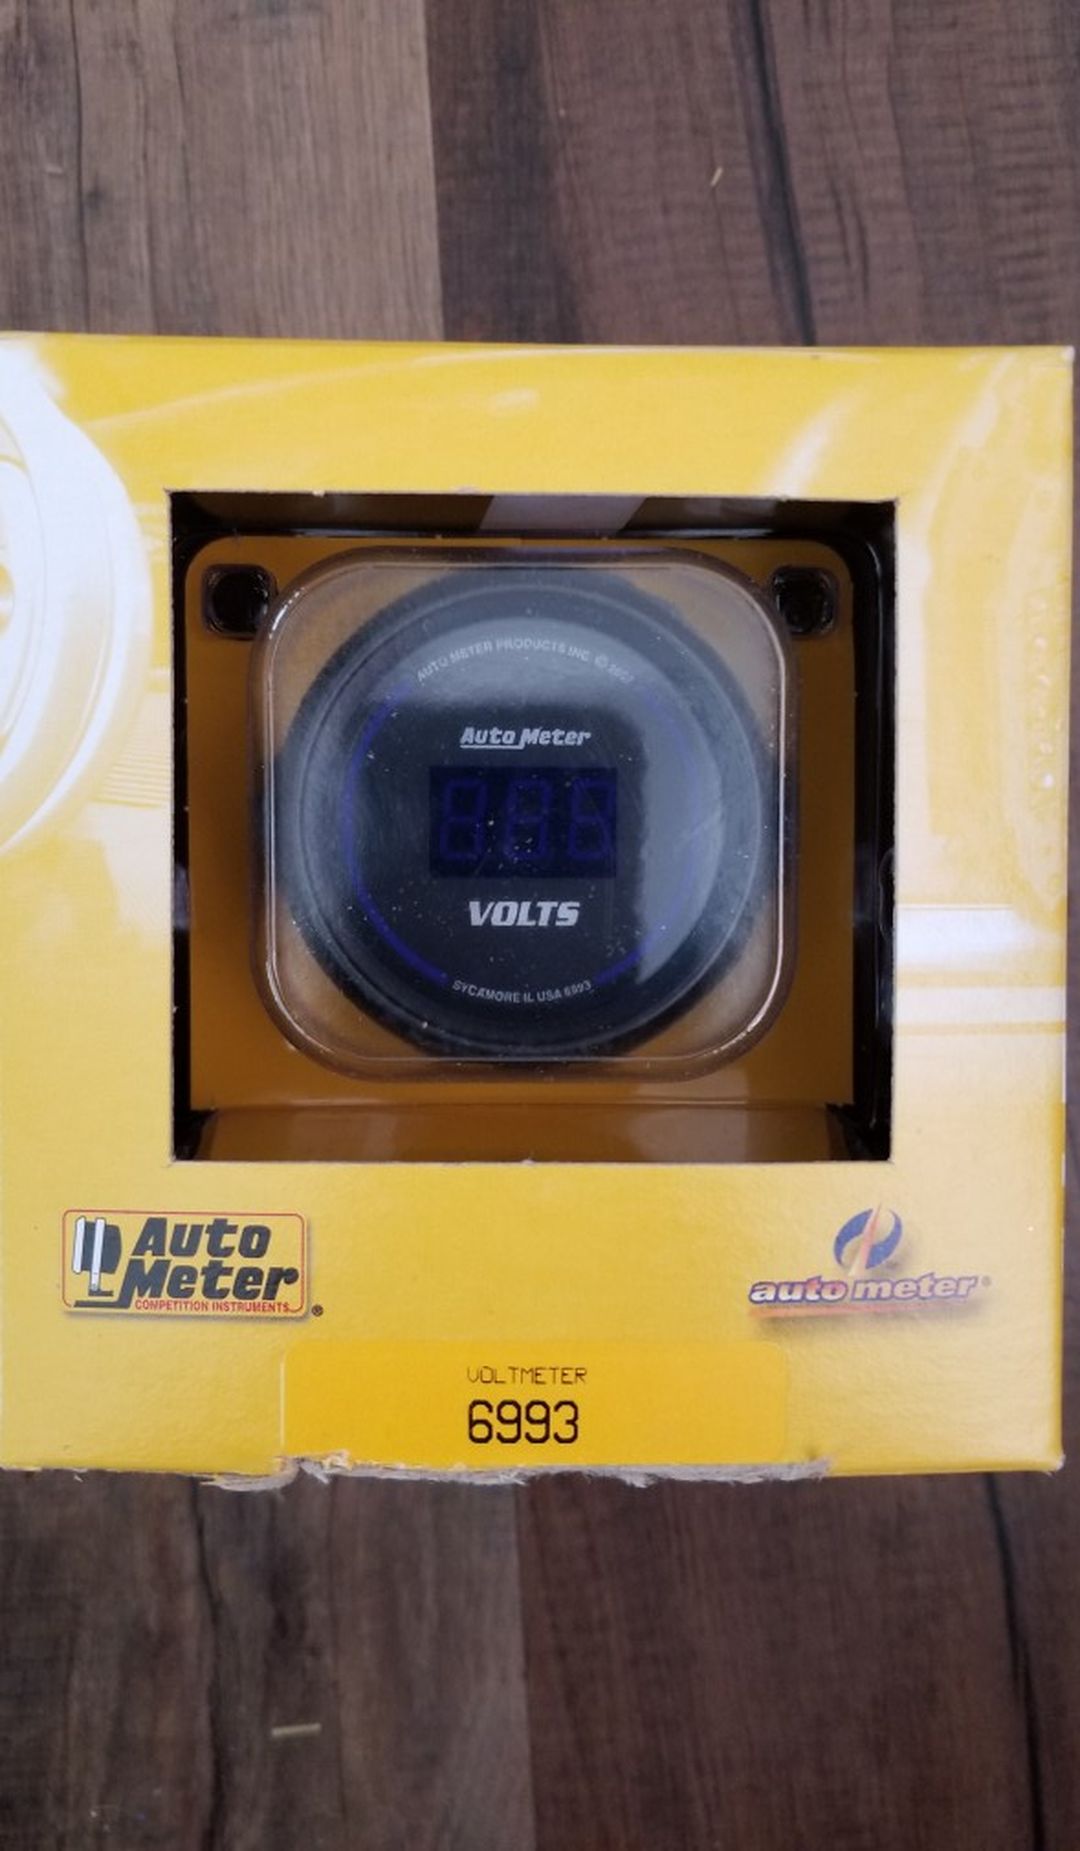 AUTO METER PRODUCTS INC ©
Auto Meter
VOLTS
SYCAMORE IL USA 6993
Auto
Meter
COMPETITION INSTRUMENTS ®
auto meter ®
VOLTMETER
6993